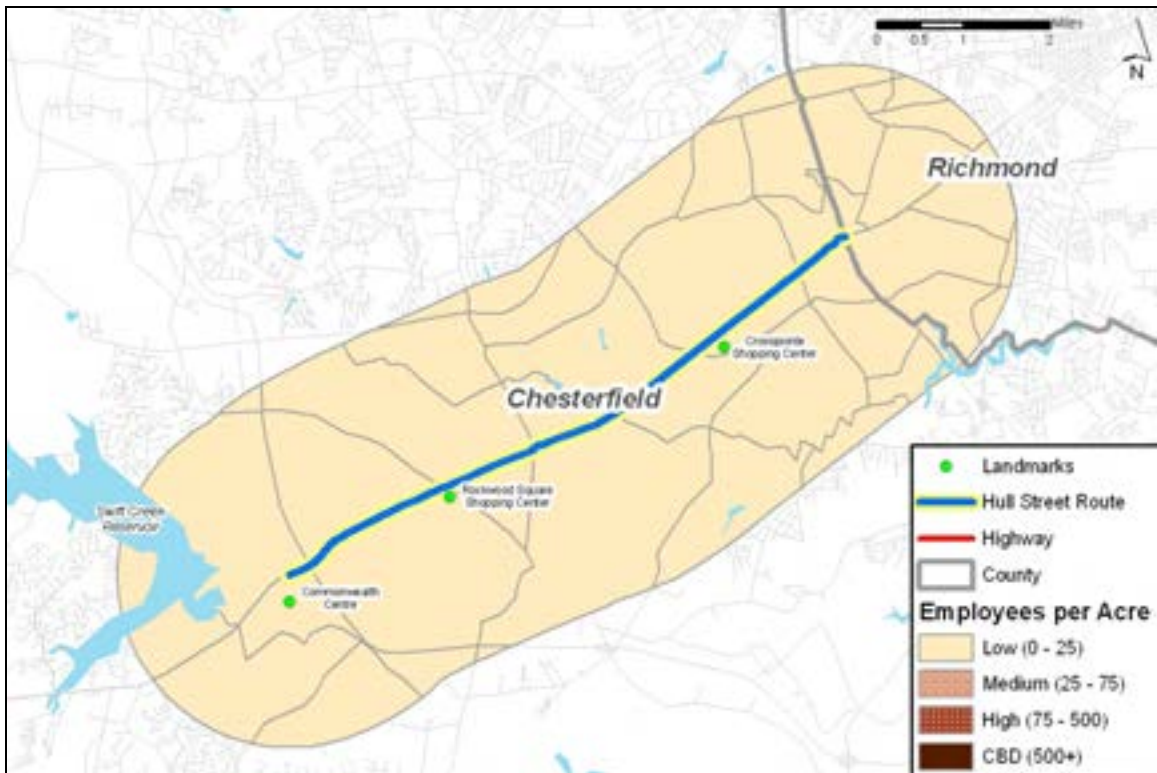 Miles
0 0.5 1 2
N
Richmond
Crosspointe
Shopping Center
Chesterfield
Rockwood Square
Shopping Center
Swift Creek
Reservoir
Commonwealth
Centre
Landmarks
Hull Street Route
Highway
County
Employees per Acre
Low (0 - 25)
Medium (25 - 75)
High (75 - 500)
CBD (500+)